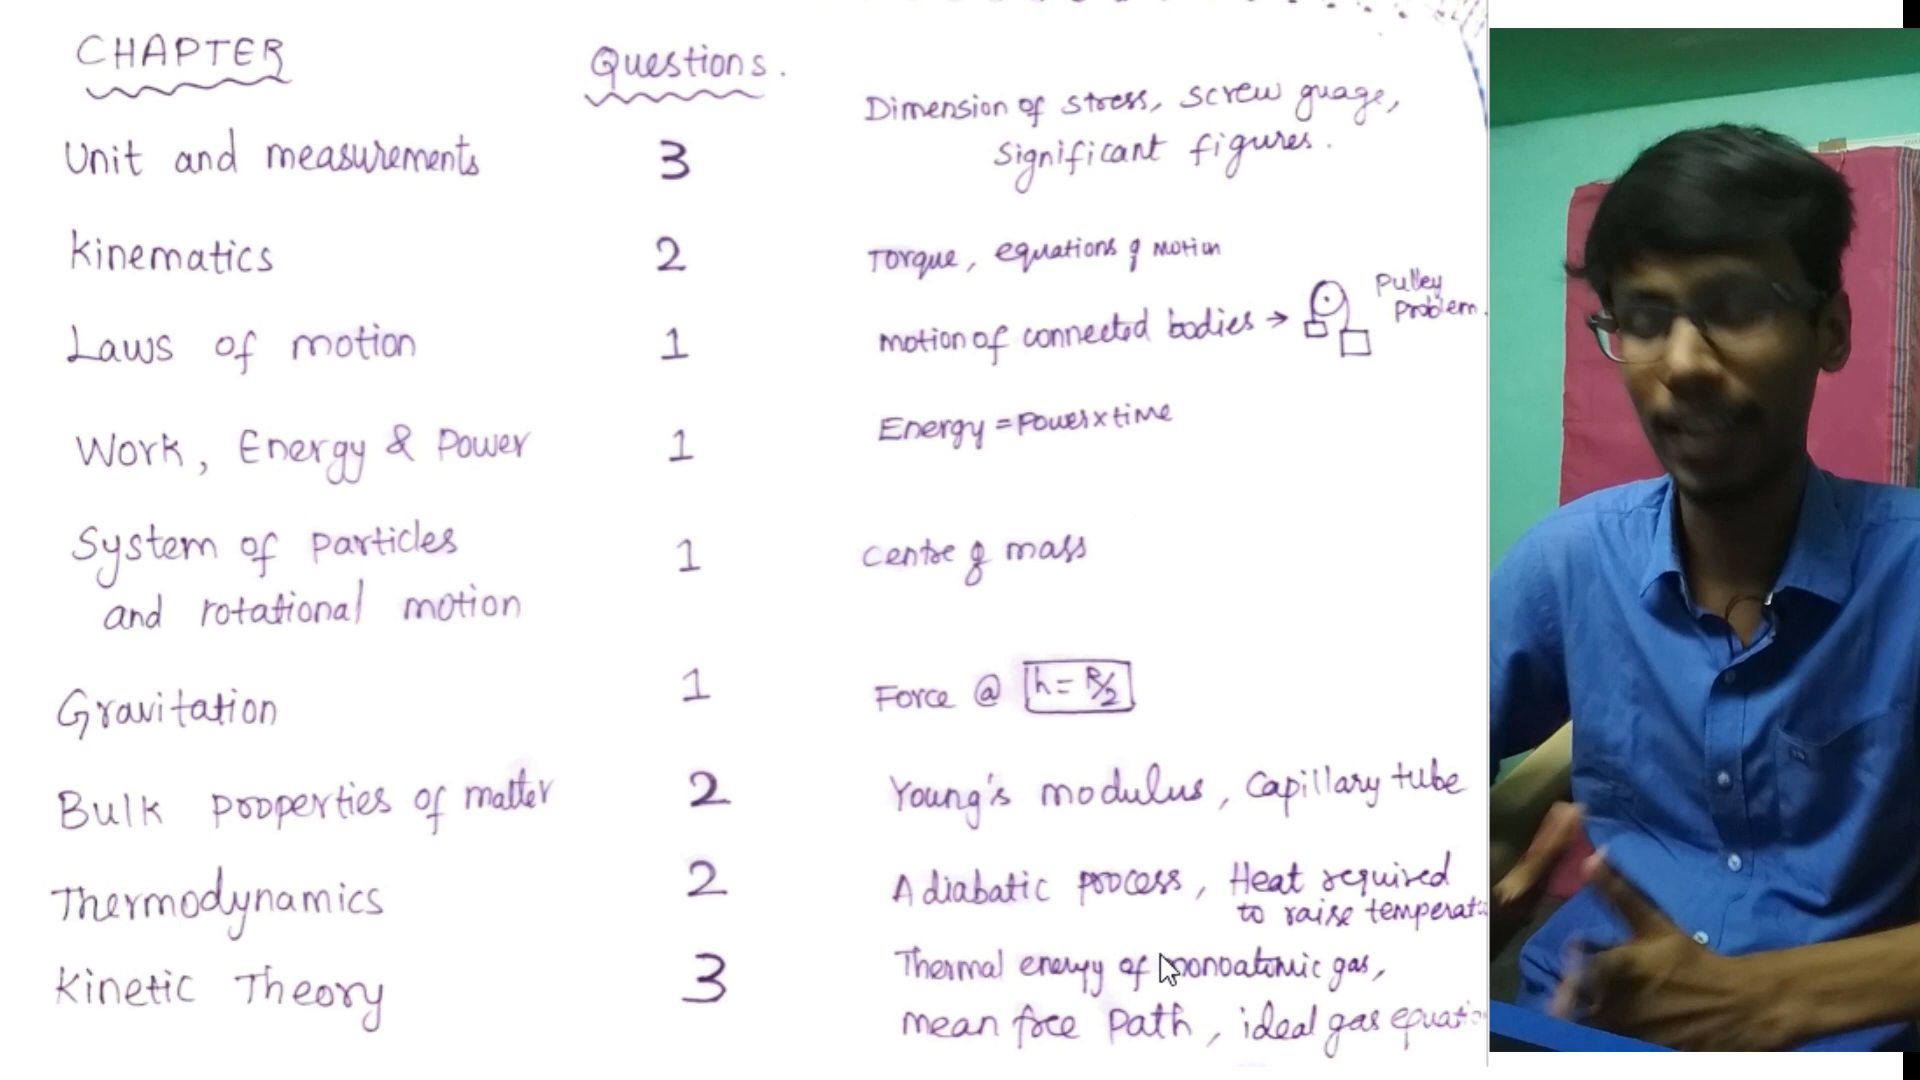 CHAPTER
Questions.
Dimension of stress, screw guage,
significant figures.
Unit and measurements
3
Kinematics
2
Torque, equations of motion
Laws of motion
1
motion of connected bodies →
Pulley
Problem.
Work, Energy & Power
1
Energy = Power x time
System of particles
and rotational motion
1
Centre of mass
Gravitation
1
Force @ h = R/2
Bulk properties of matter
2
Young's modulus, Capillary tube
Thermodynamics
2
Adiabatic process, Heat required
to raise
Kinetic Theory
3
Thermal energy of monoatomic gas,
mean free Path, ideal gas